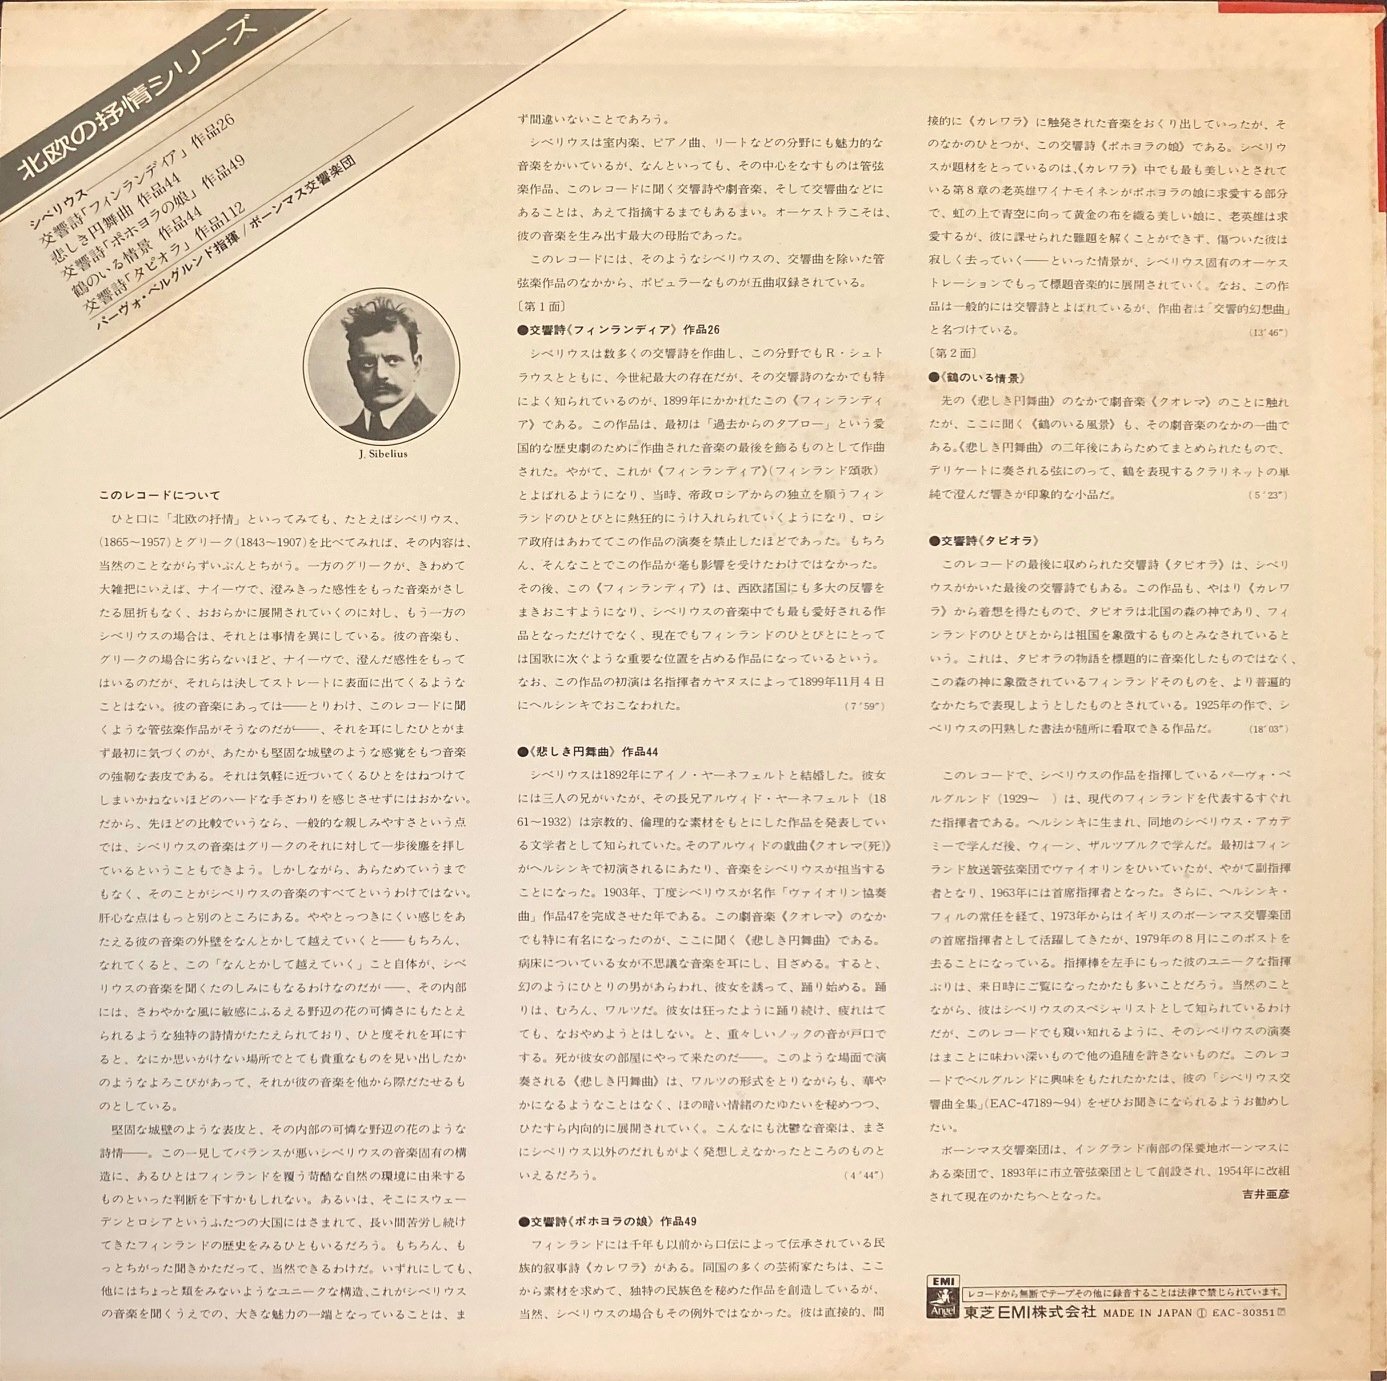 北欧の抒情シリーズ
シベリウス
交響詩「フィンランディア」作品26
悲しき円舞曲 作品44
交響詩「ポホヨラの娘」作品49
鶴のいる情景 作品44
交響詩「タピオラ」作品112
パーヴォ・ベルグルンド指揮/ボーンマス交響楽団
J. Sibelius
このレコードについて
ひと口に「北欧の抒情」といってみても、たとえばシベリウス、
(1865〜1957)とグリーク(1843〜1907)を比べてみれば、その内容は、
当然のことながらずいぶんとちがう。一方のグリークが、きわめて
大雑把にいえば、ナイーヴで、澄みきった感性をもった音楽がさし
たる屈折もなく、おおらかに展開されていくのに対し、もう一方の
シベリウスの場合は、それとは事情を異にしている。彼の音楽も、
グリークの場合に劣らないほど、ナイーヴで、澄んだ感性をもって
はいるのだが、それらは決してストレートに表面に出てくるような
ことはない。彼の音楽にあっては——とりわけ、このレコードに聞
くような管弦楽作品がそうなのだが——、それを耳にしたひとがま
ず最初に気づくのが、あたかも堅固な城壁のような感覚をもつ音楽
の強靭な表皮である。それは気軽に近づいてくるひとをはねつけて
しまいかねないほどのハードな手ざわりを感じさせずにはおかない。
だから、先ほどの比較でいうなら、一般的な親しみやすさという点
では、シベリウスの音楽はグリークのそれに対して一歩後塵を拝し
ているということもできよう。しかしながら、あらためていうまで
もなく、そのことがシベリウスの音楽のすべてというわけではない。
肝心な点はもっと別のところにある。ややとっつきにくい感じをあ
たえる彼の音楽の外壁をなんとかして越えていくと——もちろん、
なれてくると、この「なんとかして越えていく」こと自体が、シベ
リウスの音楽を聞くたのしみにもなるわけなのだが——、その内部
には、さわやかな風に敏感にふるえる野辺の花の可憐さにもたとえ
られるような独特の詩情がたたえられており、ひと度それを耳にす
ると、なにか思いがけない場所でとても貴重なものを見い出したか
のようなよろこびがあって、それが彼の音楽を他から際だたせるも
のとしている。
堅固な城壁のような表皮と、その内部の可憐な野辺の花のような
詩情——。この一見してバランスが悪いシベリウスの音楽固有の構
造に、あるひとはフィンランドを覆う苛酷な自然の環境に由来する
ものといった判断を下すかもしれない。あるいは、そこにスウェー
デンとロシアというふたつの大国にはさまれて、長い間苦労し続け
てきたフィンランドの歴史をみるひともいるだろう。もちろん、も
っとちがった聞きかただって、当然できるわけだ。いずれにしても、
他にはちょっと類をみないようなユニークな構造、これがシベリウス
の音楽を聞くうえでの、大きな魅力の一端となっていることは、ま
ず間違いないことであろう。
シベリウスは室内楽、ピアノ曲、リートなどの分野にも魅力的な
音楽をかいているが、なんといっても、その中心をなすものは管弦
楽作品、このレコードに聞く交響詩や劇音楽、そして交響曲などに
あることは、あえて指摘するまでもあるまい。オーケストラこそは、
彼の音楽を生み出す最大の母胎であった。
このレコードには、そのようなシベリウスの、交響曲を除いた管
弦楽作品のなかから、ポピュラーなものが五曲収録されている。
〔第1面〕
●交響詩《フィンランディア》作品26
シベリウスは数多くの交響詩を作曲し、この分野でもR・シュト
ラウスとともに、今世紀最大の存在だが、その交響詩のなかでも特
によく知られているのが、1899年にかかれたこの《フィンランディ
ア》である。この作品は、最初は「過去からのタブロー」という愛
国的な歴史劇のために作曲された音楽の最後を飾るものとして作曲
された。やがて、これが《フィンランディア》(フィンランド頌歌)
とよばれるようになり、当時、帝政ロシアからの独立を願うフィン
ランドのひとびとに熱狂的にうけ入れられていくようになり、ロシ
ア政府はあわててこの作品の演奏を禁止したほどであった。もちろ
ん、そんなことでこの作品が毫も影響を受けたわけではなかった。
その後、この《フィンランディア》は、西欧諸国にも多大の反響を
まきおこすようになり、シベリウスの音楽中でも最も愛好される作
品となっただけでなく、現在でもフィンランドのひとびとにとって
は国歌に次ぐような重要な位置を占める作品になっているという。
なお、この作品の初演は名指揮者カヤヌスによって1899年11月4日
にヘルシンキでおこなわれた。 (7′59″)
●《悲しき円舞曲》作品44
シベリウスは1892年にアイノ・ヤーネフェルトと結婚した。彼女
には三人の兄がいたが、その長兄アルヴィド・ヤーネフェルト(18
61〜1932)は宗教的、倫理的な素材をもとにした作品を発表してい
る文学者として知られていた。そのアルヴィドの戯曲《クオレマ(死)》
がヘルシンキで初演されるにあたり、音楽をシベリウスが担当する
ことになった。1903年、丁度シベリウスが名作「ヴァイオリン協奏
曲」作品47を完成させた年である。この劇音楽《クオレマ》のなか
でも特に有名になったのが、ここに聞く《悲しき円舞曲》である。
病床についている女が不思議な音楽を耳にし、目ざめる。すると、
幻のようにひとりの男があらわれ、彼女を誘って、踊り始める。踊
りは、むろん、ワルツだ。彼女は狂ったように踊り続け、疲れはて
ても、なおやめようとはしない。と、重々しいノックの音が戸口で
する。死が彼女の部屋にやって来たのだ——。このような場面で演
奏される《悲しき円舞曲》は、ワルツの形式をとりながらも、華や
かになるようなことはなく、ほの暗い情緒のたゆたいを秘めつつ、
ひたすら内向的に展開されていく。こんなにも沈鬱な音楽は、まさ
にシベリウス以外のだれもがよく発想しえなかったところのものと
いえるだろう。 (4′44″)
●交響詩《ポホヨラの娘》作品49
フィンランドには千年も以前から口伝によって伝承されている民
族的叙事詩《カレワラ》がある。同国の多くの芸術家たちは、ここ
から素材を求めて、独特の民族色を秘めた作品を創造しているが、
当然、シベリウスの場合もその例外ではなかった。彼は直接的、間
接的に《カレワラ》に触発された音楽をおくり出していったが、そ
のなかのひとつが、この交響詩《ポホヨラの娘》である。シベリウ
スが題材をとっているのは、《カレワラ》中でも最も美しいとされて
いる第8章の老英雄ワイナモイネンがポホヨラの娘に求愛する部分
で、虹の上で青空に向って黄金の布を織る美しい娘に、老英雄は求
愛するが、彼に課せられた難題を解くことができず、傷ついた彼は
寂しく去っていく——といった情景が、シベリウス固有のオーケス
トレーションでもって標題音楽的に展開されていく。なお、この作
品は一般的には交響詩とよばれているが、作曲者は「交響的幻想曲」
と名づけている。 (13′46″)
〔第2面〕
●《鶴のいる情景》
先の《悲しき円舞曲》のなかで劇音楽《クオレマ》のことに触れ
たが、ここに聞く《鶴のいる風景》も、その劇音楽のなかの一曲で
ある。《悲しき円舞曲》の二年後にあらためてまとめられたもので、
デリケートに奏される弦にのって、鶴を表現するクラリネットの単
純で澄んだ響きが印象的な小品だ。 (5′23″)
●交響詩《タピオラ》
このレコードの最後に収められた交響詩《タピオラ》は、シベリ
ウスがかいた最後の交響詩でもある。この作品も、やはり《カレワ
ラ》から着想を得たもので、タピオラは北国の森の神であり、フィ
ンランドのひとびとからは祖国を象徴するものとみなされていると
いう。これは、タピオラの物語を標題的に音楽化したものではなく、
この森の神に象徴されているフィンランドそのものを、より普遍的
なかたちで表現しようとしたものとされている。1925年の作で、シ
ベリウスの円熟した書法が随所に看取できる作品だ。 (18′03″)
このレコードで、シベリウスの作品を指揮しているパーヴォ・ベ
ルグルンド(1929〜 )は、現代のフィンランドを代表するすぐれ
た指揮者である。ヘルシンキに生まれ、同地のシベリウス・アカデ
ミーで学んだ後、ウィーン、ザルツブルクで学んだ。最初はフィン
ランド放送管弦楽団でヴァイオリンをひいていたが、やがて副指揮
者となり、1963年には首席指揮者となった。さらに、ヘルシンキ・
フィルの常任を経て、1973年からはイギリスのボーンマス交響楽団
の首席指揮者として活躍してきたが、1979年の8月にこのポストを
去ることになっている。指揮棒を左手にもった彼のユニークな指揮
ぶりは、来日時にご覧になったかたも多いことだろう。当然のこと
ながら、彼はシベリウスのスペシャリストとして知られているわけ
だが、このレコードでも窺い知れるように、そのシベリウスの演奏
はまことに味わい深いもので他の追随を許さないものだ。このレコ
ードでベルグルンドに興味をもたれたかたは、彼の「シベリウス交
響曲全集」(EAC-47189〜94)をぜひお聞きになられるようお勧めし
たい。
ボーンマス交響楽団は、イングランド南部の保養地ボーンマスに
ある楽団で、1893年に市立管弦楽団として創設され、1954年に改組
されて現在のかたちへとなった。 吉井亜彦
EMI
Angel
レコードから無断でテープその他に録音することは法律で禁じられています。
東芝EMI株式会社 MADE IN JAPAN Ⓘ EAC-30351